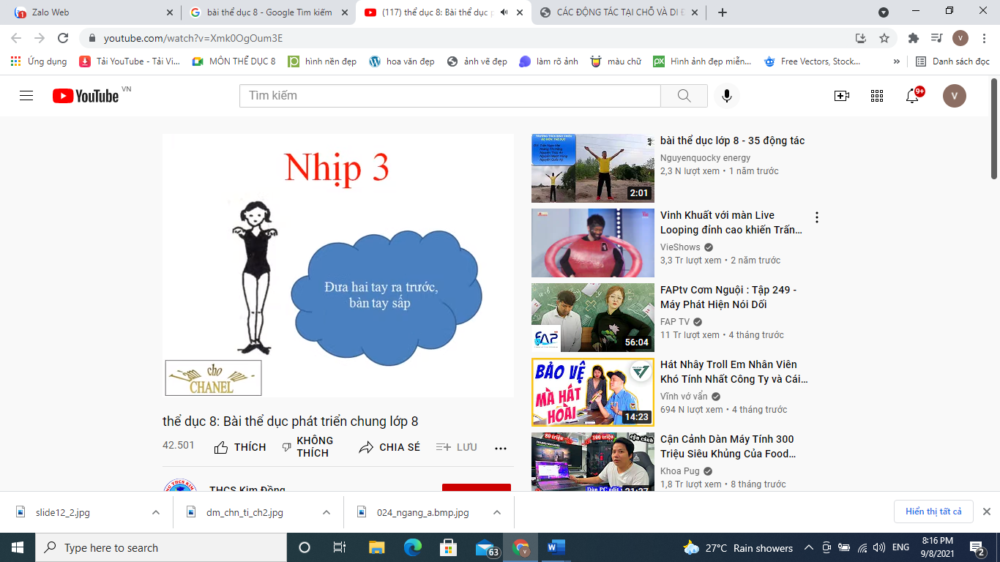 Zalo Web
bài thể dục 8 - Google Tìm kiếm
(117) thể dục 8: Bài thể dục
CÁC ĐỘNG TÁC TẠI CHỖ VÀ DI
youtube.com/watch?v=Xmk0OgOum3E
V
Ứng dụng
Tải YouTube - Tải Vi...
MÔN THỂ DỤC 8
hình nền đẹp
hoa văn đẹp
ảnh vẽ đẹp
làm rõ ảnh
màu chữ
Hình ảnh đẹp miễn...
Free Vectors, Stock...
»
Danh sách đọc
YouTube VN
Tìm kiếm
9+
V
Nhịp 3
Đưa hai tay ra trước,
bàn tay sấp
cho
CHANEL
thể dục 8: Bài thể dục phát triển chung lớp 8
42.501
THÍCH
KHÔNG
THÍCH
CHIA SẺ
LƯU
THCS Kim Đồng
2:01
bài thể dục lớp 8 - 35 động tác
Nguyenquocky energy
2,3 N lượt xem • 1 năm trước
Vinh Khuất với màn Live
Looping đỉnh cao khiến Trấn...
VieShows
3,3 Tr lượt xem • 2 năm trước
FAP
56:04
FAPtv Cơm Nguội : Tập 249 -
Máy Phát Hiện Nói Dối
FAP TV
11 Tr lượt xem • 4 tháng trước
BẢO VỆ
MÀ HÁT
HOÀI
14:23
Hát Nhây Troll Em Nhân Viên
Khó Tính Nhất Công Ty và Cái...
Vĩnh vớ vẩn
694 N lượt xem • 4 tháng trước
Cận Cảnh Dàn Máy Tính 300
Triệu Siêu Khủng Của Food...
Khoa Pug
1,8 Tr lượt xem • 8 tháng trước
slide12_2.jpg
dm_chn_ti_ch2.jpg
024_ngang_a.bmp.jpg
Hiển thị tất cả
Type here to search
63
27°C Rain showers
ENG
8:16 PM
9/8/2021
2